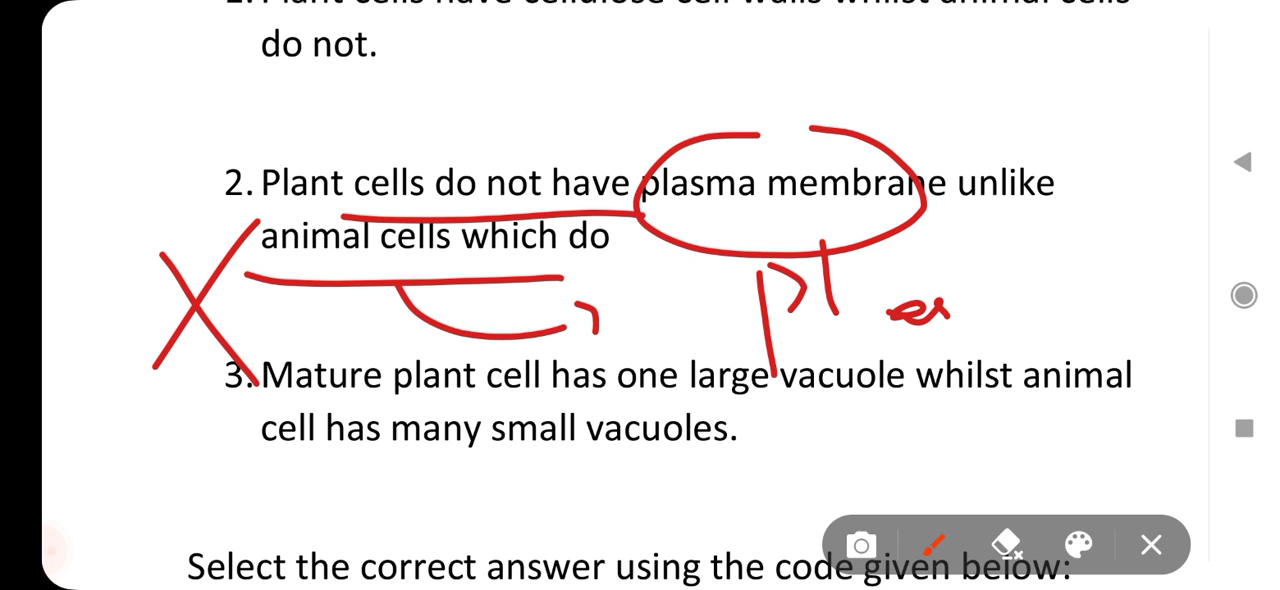 do not.
2. Plant cells do not have plasma membrane unlike
animal cells which do
pl
3. Mature plant cell has one large vacuole whilst animal
cell has many small vacuoles.
Select the correct answer using the code given below: